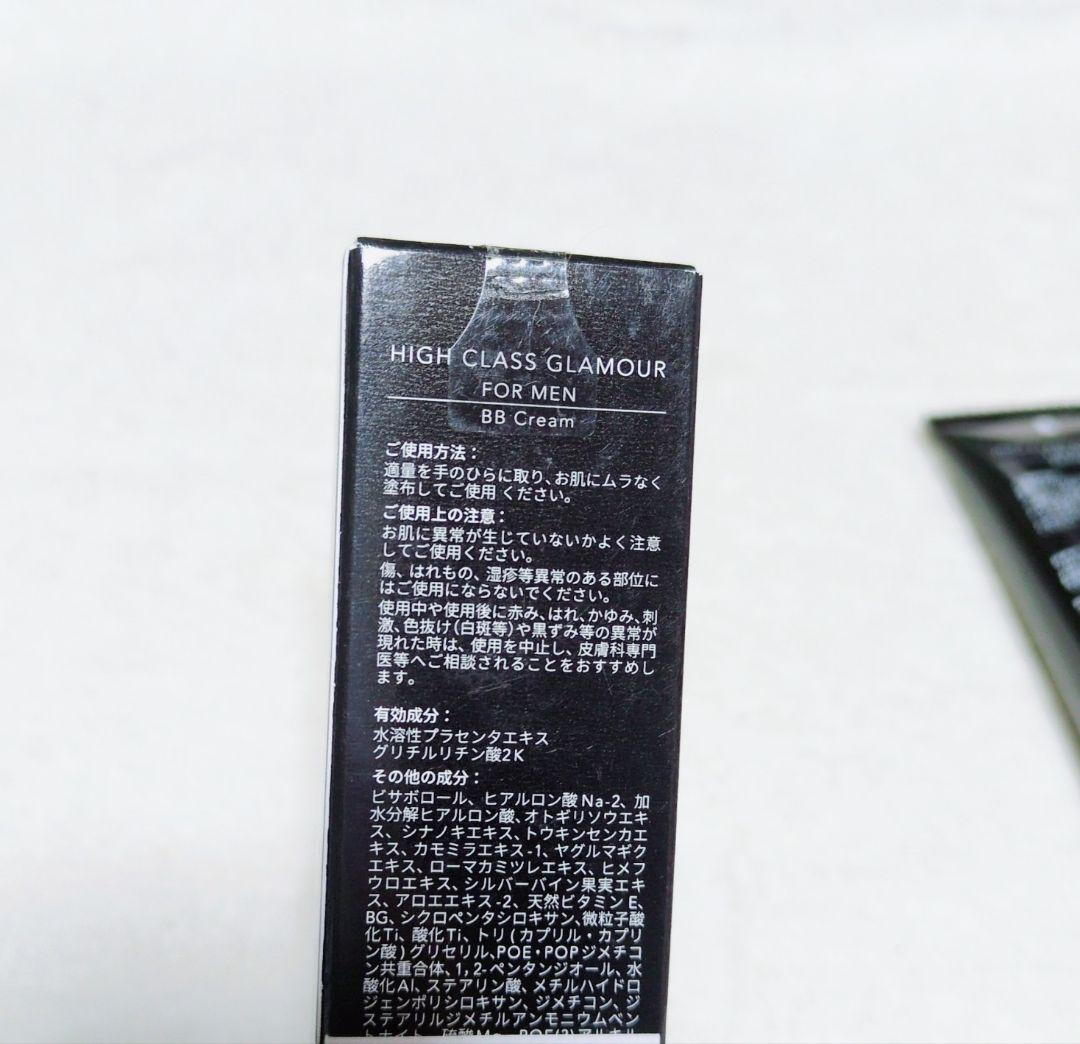 HIGH CLASS GLAMOUR
FOR MEN
BB Cream
ご使用方法：
適量を手のひらに取り、お肌にムラなく
塗布してご使用ください。
ご使用上の注意：
お肌に異常が生じていないかよく注意
してご使用ください。
傷、はれもの、湿疹等異常のある部位に
はご使用にならないでください。
使用中や使用後に赤み、はれ、かゆみ、刺
激、色抜け（白斑等）や黒ずみ等の異常が
現れた時は、使用を中止し、皮膚科専門
医等へご相談されることをおすすめし
ます。
有効成分：
水溶性プラセンタエキス
グリチルリチン酸2K
その他の成分：
ビサボロール、ヒアルロン酸Na-2、加
水分解ヒアルロン酸、オトギリソウエキ
ス、シナノキエキス、トウキンセンカエ
キス、カモミラエキス-1、ヤグルマギク
エキス、ローマカミツレエキス、ヒメフ
ウロエキス、シルバーバイン果実エキ
ス、アロエエキス-2、天然ビタミンE、
BG、シクロペンタシロキサン、微粒子酸
化Ti、酸化Ti、トリ(カプリル・カプリ
ン酸)グリセリル、POE・POPジメチコ
ン共重合体、1,2-ペンタンジオール、水
酸化Al、ステアリン酸、メチルハイドロ
ジェンポリシロキサン、ジメチコン、ジ
ステアリルジメチルアンモニウムペン